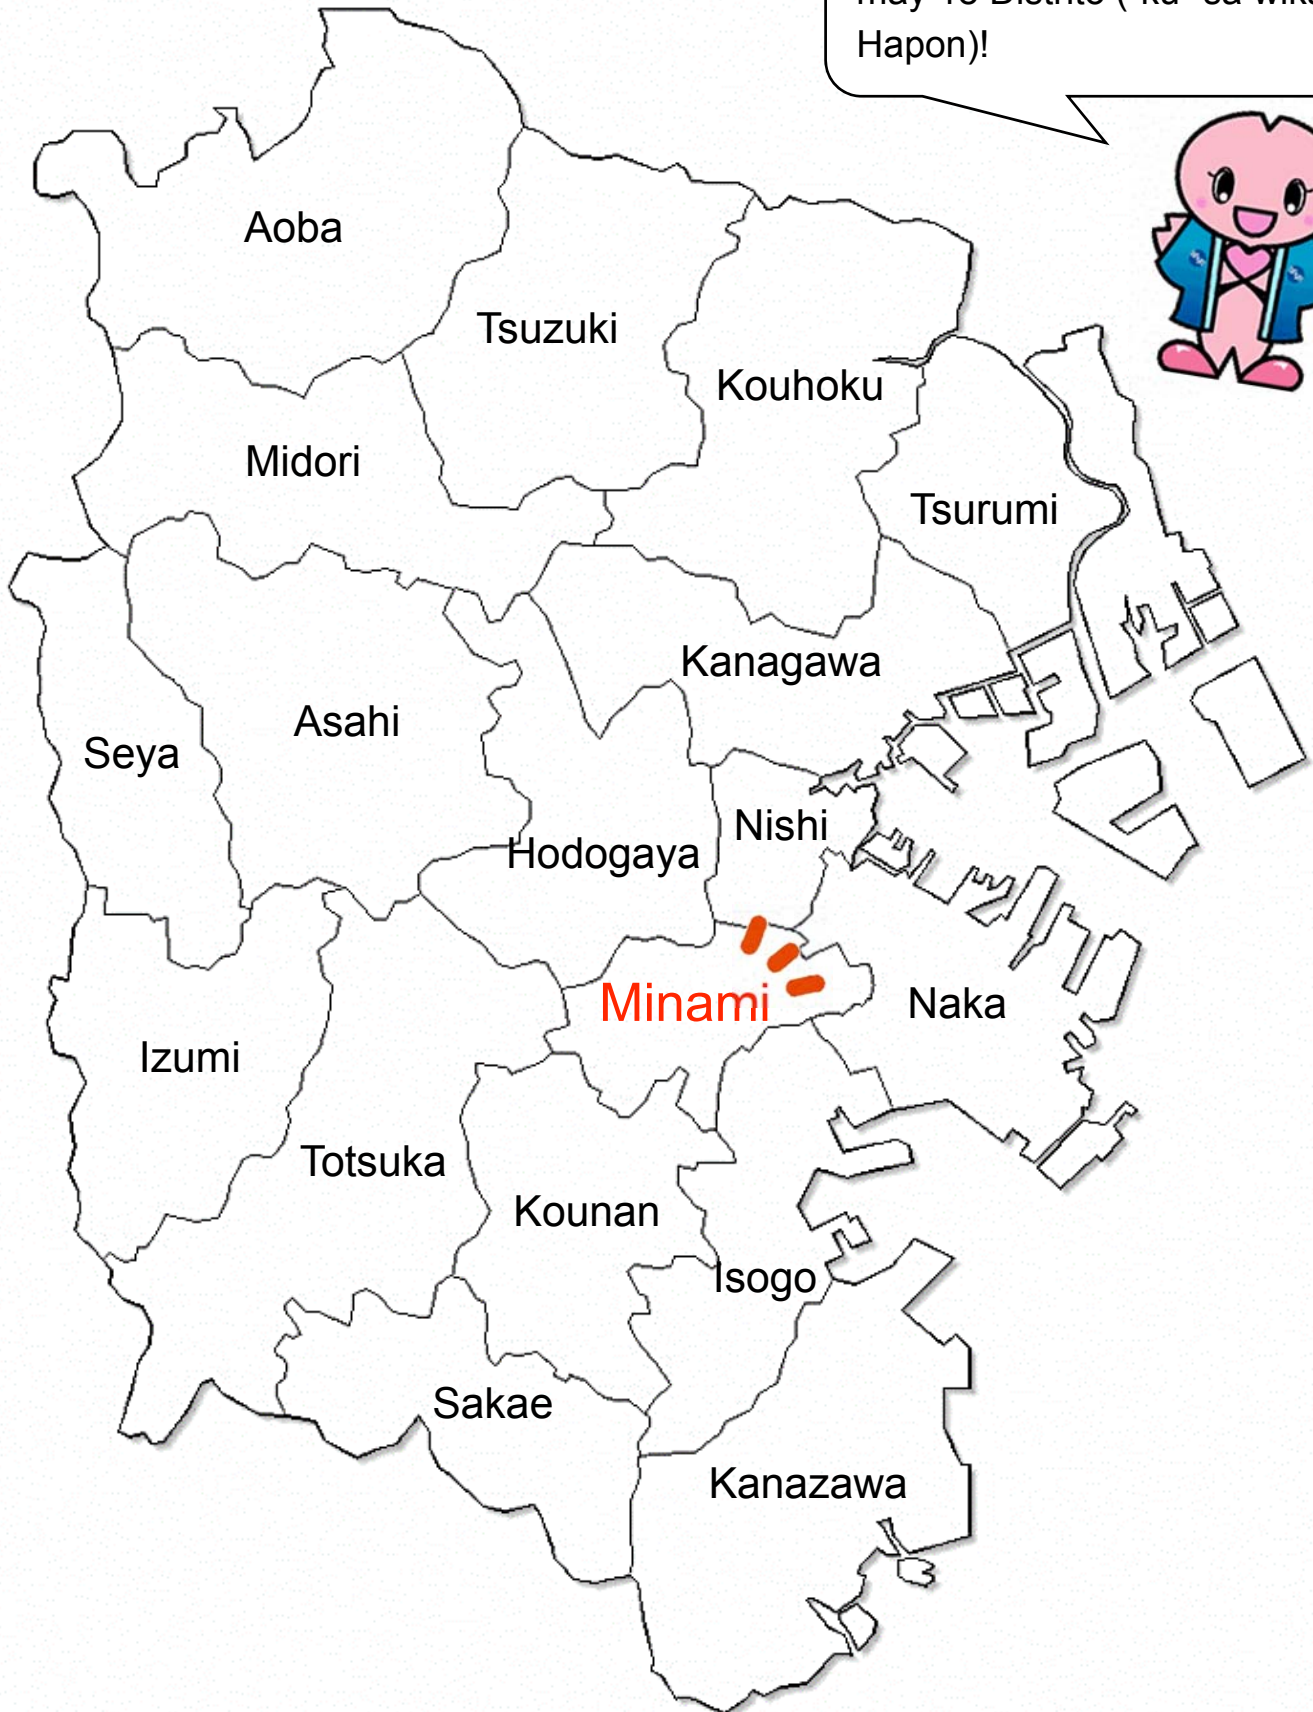 Hapon)!
Aoba
Tsuzuki
Kouhoku
Midori
Tsurumi
Kanagawa
Asahi
Seya
Nishi
Hodogaya
Minami
Naka
Izumi
Totsuka
Kounan
Isogo
Sakae
Kanazawa